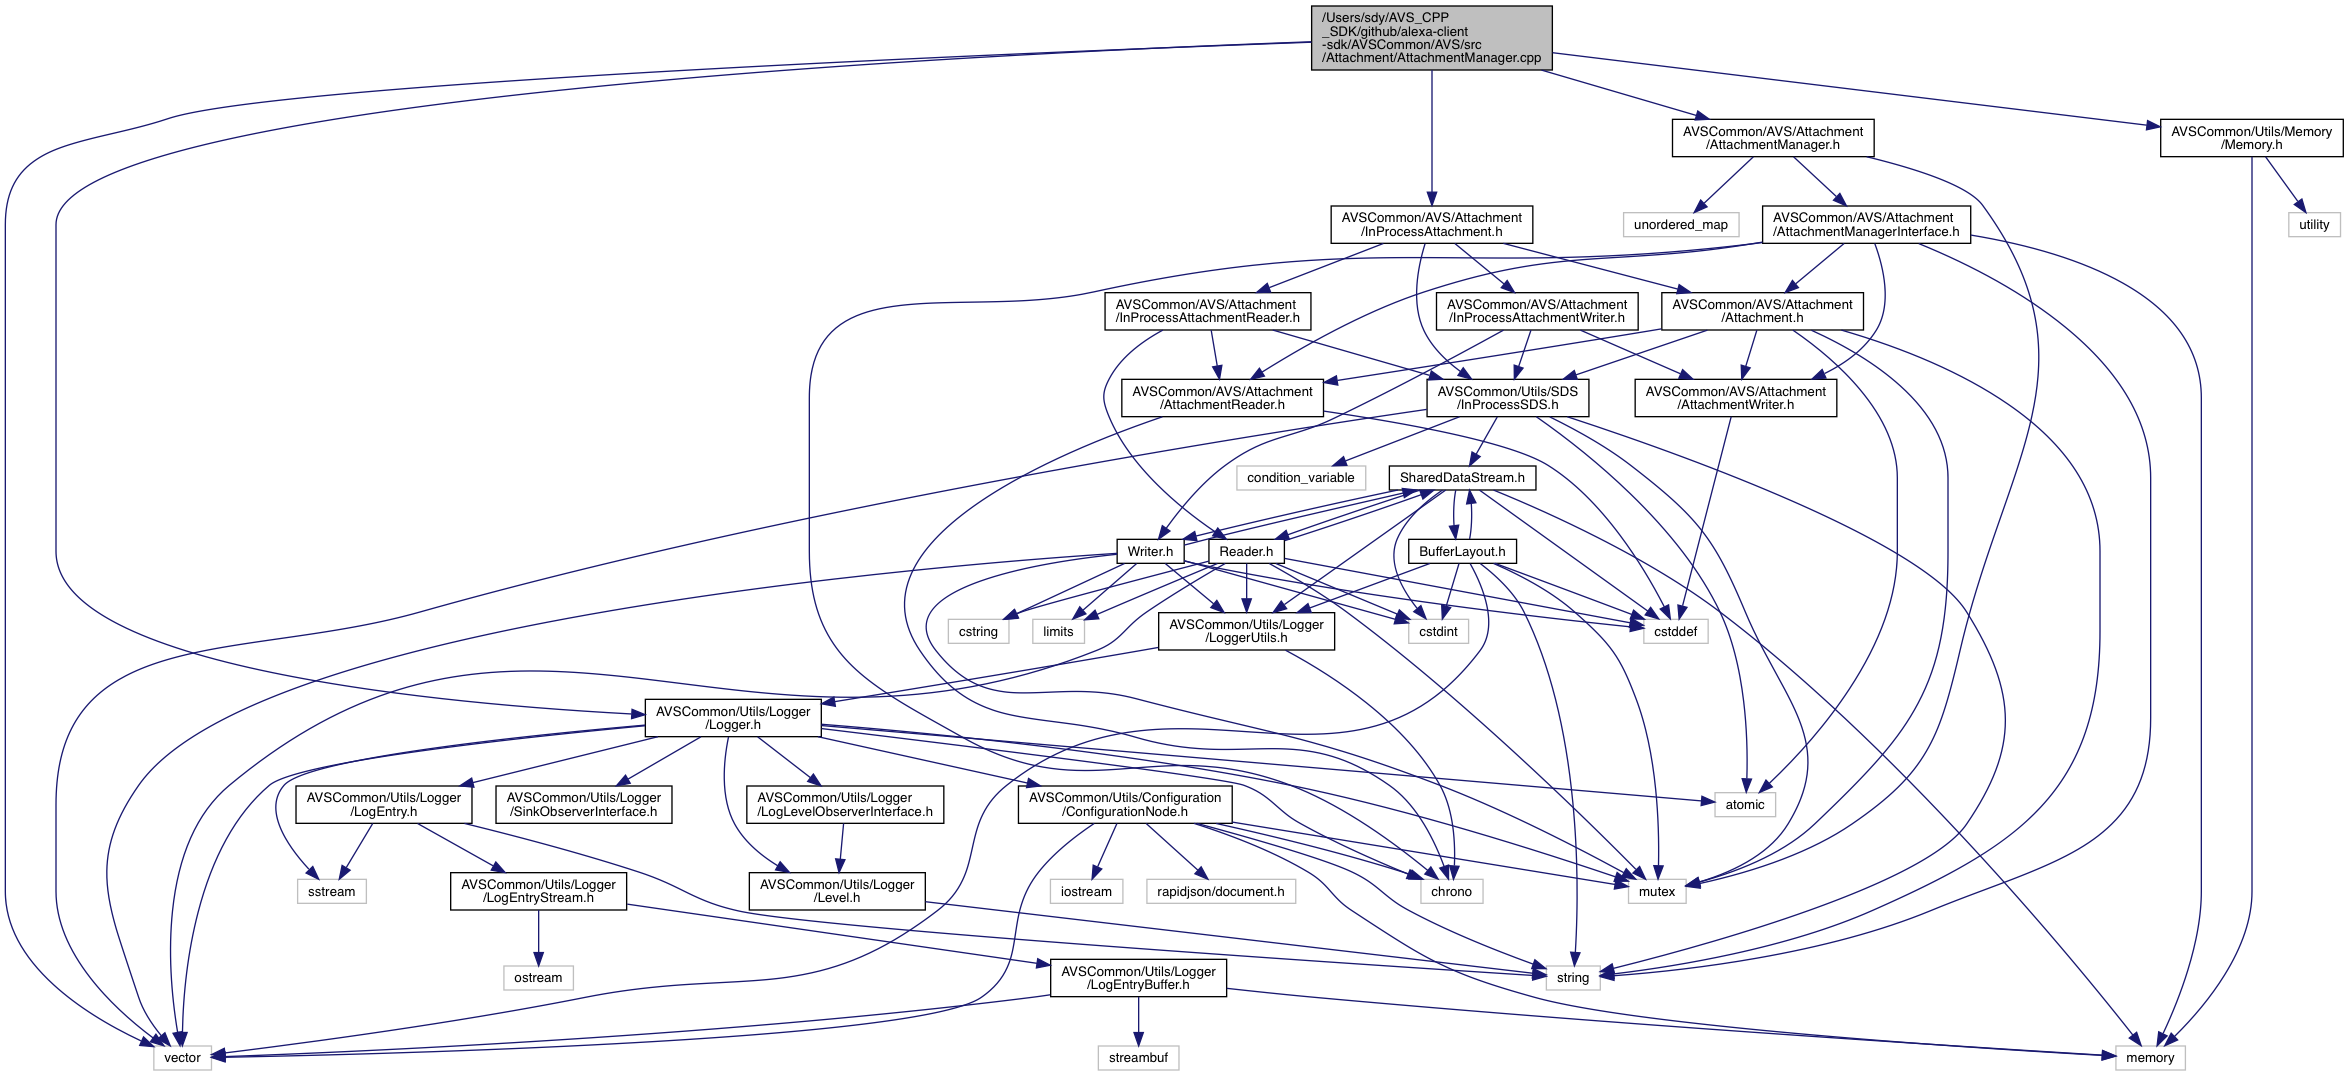 /Users/sdy/AVS_CPP
_SDK/github/alexa-client
-sdk/AVSCommon/AVS/src
/Attachment/AttachmentManager.cpp
AVSCommon/AVS/Attachment
/AttachmentManager.h
AVSCommon/Utils/Memory
/Memory.h
AVSCommon/AVS/Attachment
/InProcessAttachment.h
unordered_map
AVSCommon/AVS/Attachment
/AttachmentManagerInterface.h
utility
AVSCommon/AVS/Attachment
/InProcessAttachmentReader.h
AVSCommon/AVS/Attachment
/InProcessAttachmentWriter.h
AVSCommon/AVS/Attachment
/Attachment.h
AVSCommon/AVS/Attachment
/AttachmentReader.h
AVSCommon/Utils/SDS
/InProcessSDS.h
AVSCommon/AVS/Attachment
/AttachmentWriter.h
condition_variable
SharedDataStream.h
Writer.h
Reader.h
BufferLayout.h
cstring
limits
AVSCommon/Utils/Logger
/LoggerUtils.h
cstdint
cstddef
AVSCommon/Utils/Logger
/Logger.h
AVSCommon/Utils/Logger
/LogEntry.h
AVSCommon/Utils/Logger
/SinkObserverInterface.h
AVSCommon/Utils/Logger
/LogLevelObserverInterface.h
AVSCommon/Utils/Configuration
/ConfigurationNode.h
atomic
sstream
AVSCommon/Utils/Logger
/LogEntryStream.h
AVSCommon/Utils/Logger
/Level.h
iostream
rapidjson/document.h
chrono
mutex
ostream
AVSCommon/Utils/Logger
/LogEntryBuffer.h
string
vector
streambuf
memory